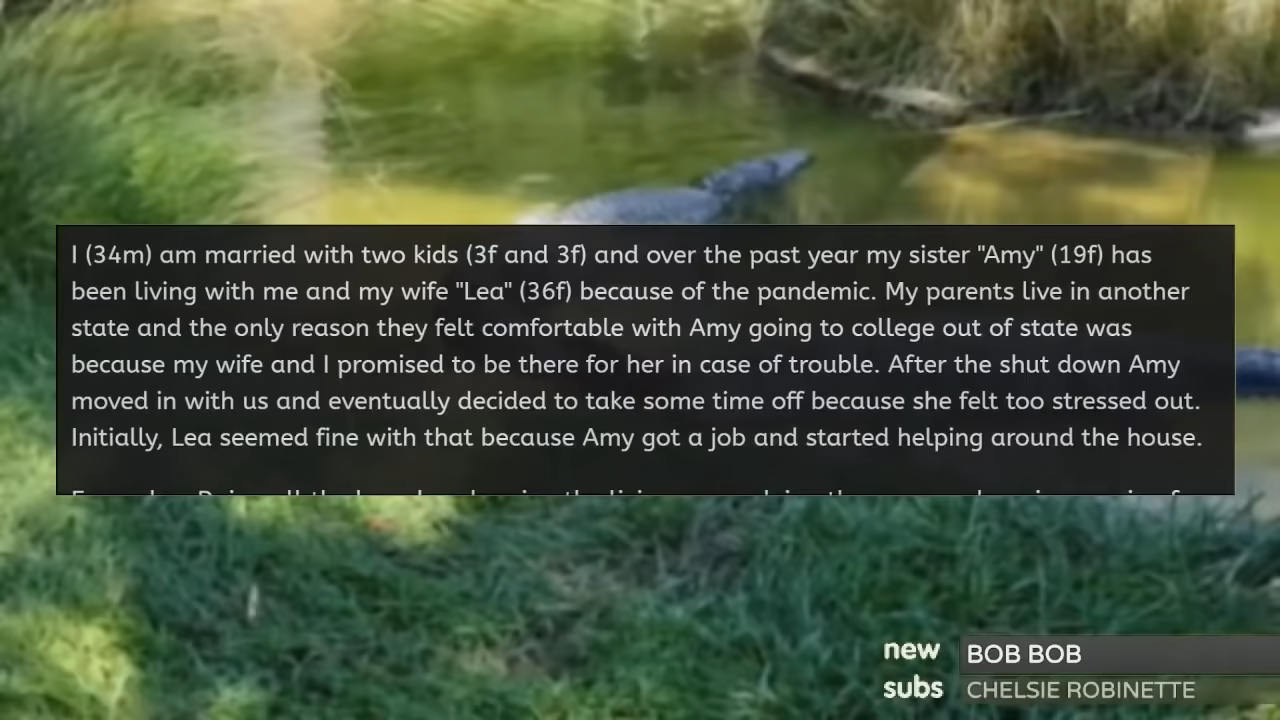 I (34m) am married with two kids (3f and 3f) and over the past year my sister "Amy" (19f) has
been living with me and my wife "Lea" (36f) because of the pandemic. My parents live in another
state and the only reason they felt comfortable with Amy going to college out of state was
because my wife and I promised to be there for her in case of trouble. After the shut down Amy
moved in with us and eventually decided to take some time off because she felt too stressed out.
Initially, Lea seemed fine with that because Amy got a job and started helping around the house.
new
BOB BOB
subs
CHELSIE ROBINETTE